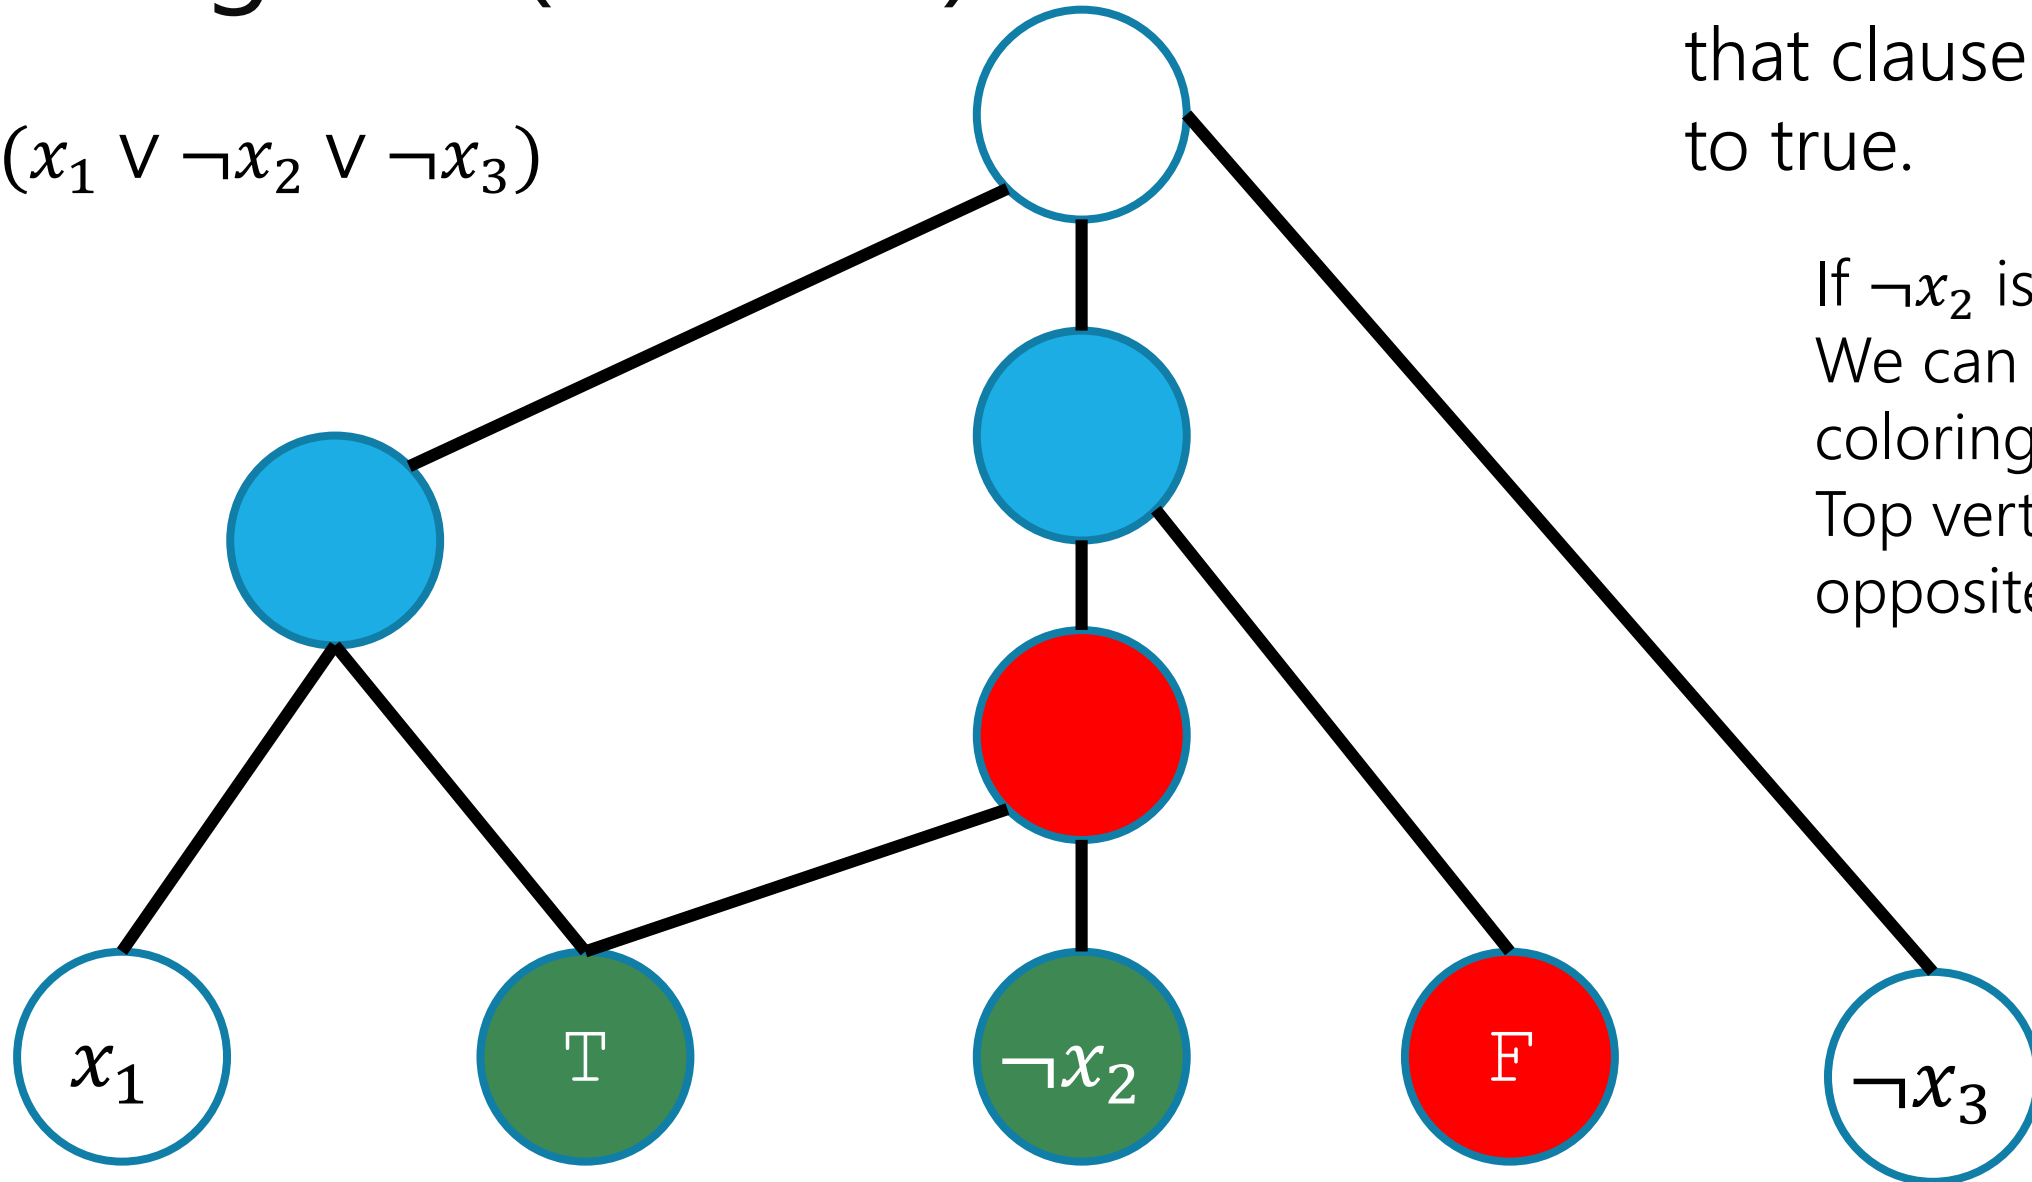 (x₁ ∨ ¬x₂ ∨ ¬x₃)
that clause
to true.
If ¬x₂ is
We can
coloring
Top vert
opposite
x₁
T
¬x₂
F
¬x₃